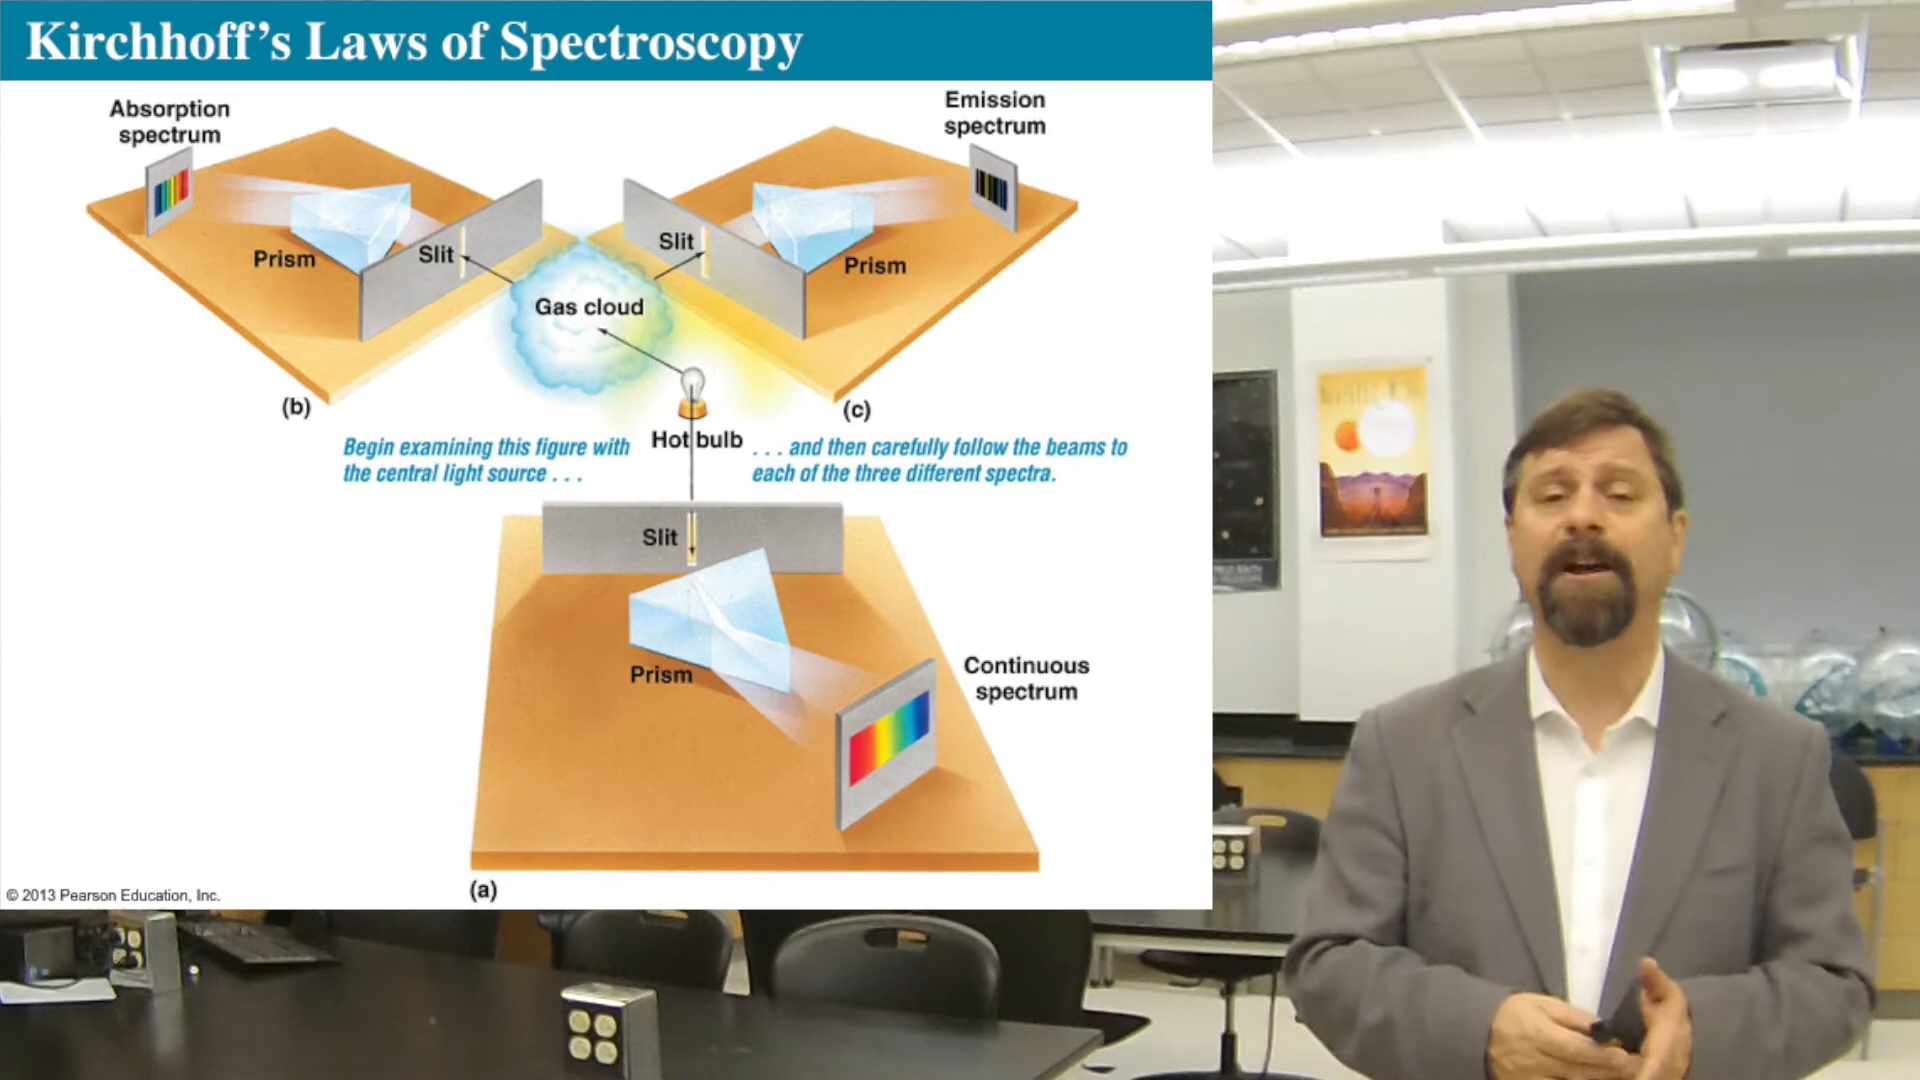 Kirchhoff's Laws of Spectroscopy
Absorption
spectrum
Emission
spectrum
Prism
Slit
Slit
Prism
Gas cloud
(b)
(c)
Hot bulb
Begin examining this figure with
the central light source . . .
. . . and then carefully follow the beams to
each of the three different spectra.
Slit
Prism
Continuous
spectrum
(a)
© 2013 Pearson Education, Inc.